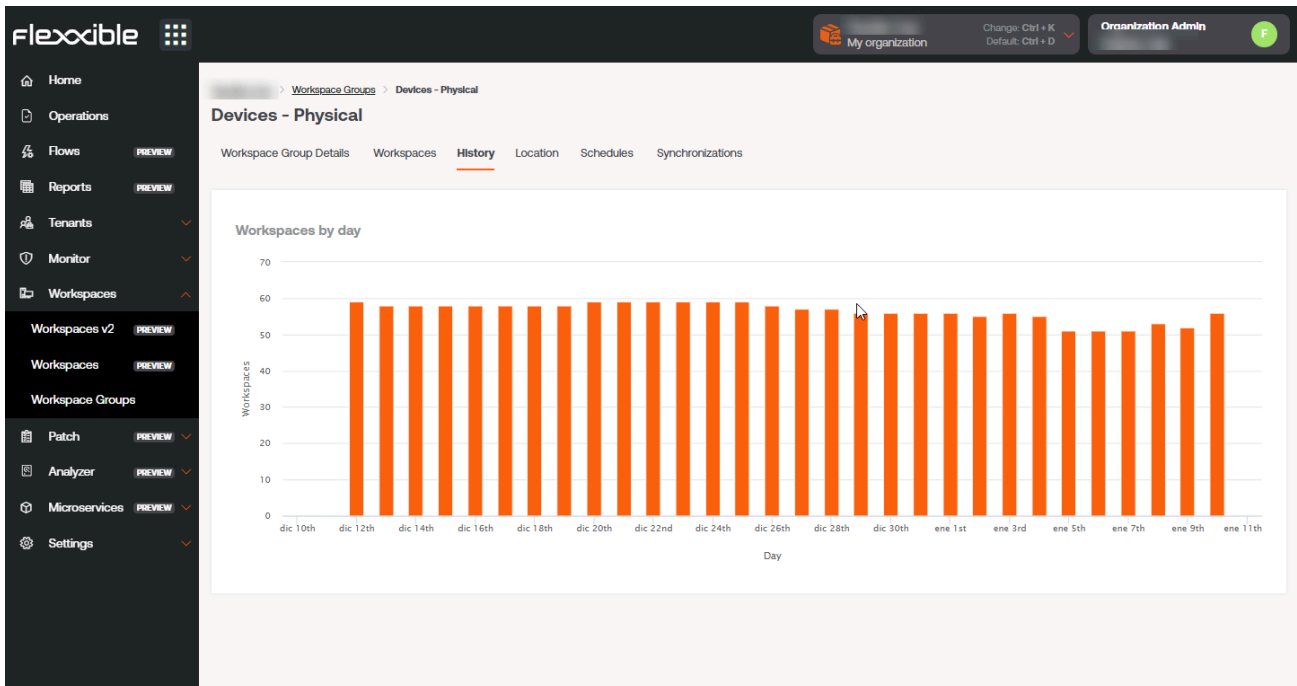 Flexxible
My organization
Change: Ctrl + K
Default: Ctrl + D
Organization Admin
F
Home
Operations
Flows PREVIEW
Reports PREVIEW
Tenants
Monitor
Workspaces
Workspaces v2 PREVIEW
Workspaces PREVIEW
Workspace Groups
Patch PREVIEW
Analyzer PREVIEW
Microservices PREVIEW
Settings
> Workspace Groups > Devices - Physical
Devices - Physical
Workspace Group Details Workspaces History Location Schedules Synchronizations
Workspaces by day
70
60
50
40
30
20
10
0
Workspaces
dic 10th dic 12th dic 14th dic 16th dic 18th dic 20th dic 22nd dic 24th dic 26th dic 28th dic 30th ene 1st ene 3rd ene 5th ene 7th ene 9th ene 11th
Day